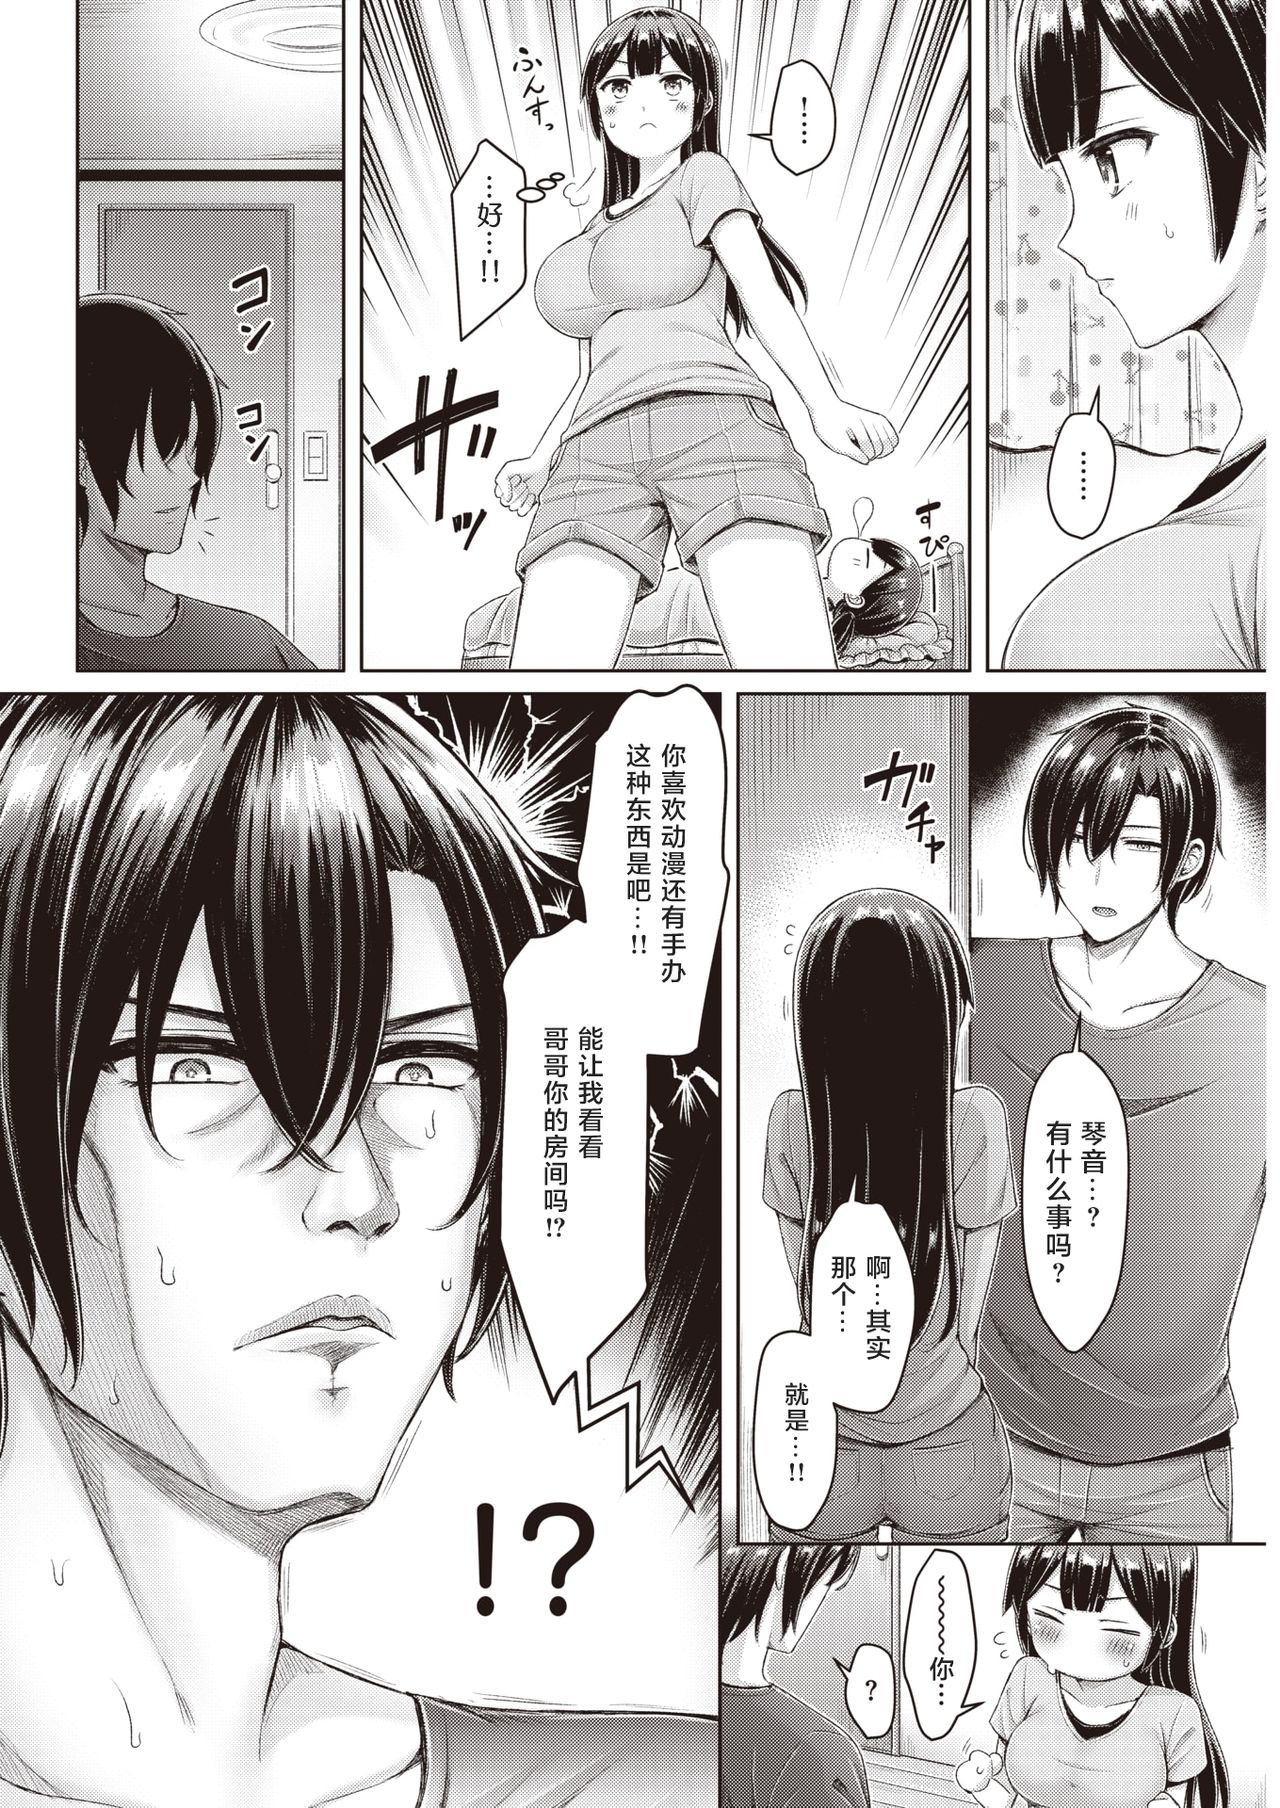 ……
！…
ふんすっ
…好…!!
ガバッ
すぴー
コン
コン
ガチャ
琴音…？
有什么事吗？
啊…其实
那个…
就是…!!
～～～～你…
？
你喜欢动漫还有手办
这种东西是吧…!!
能让我看看
哥哥你的房间吗!?
!?